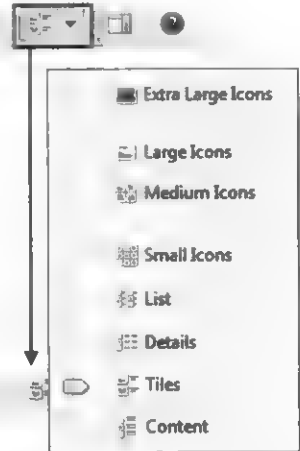 ?
Extra Large Icons
Large Icons
Medium Icons
Small Icons
List
Details
Tiles
Content